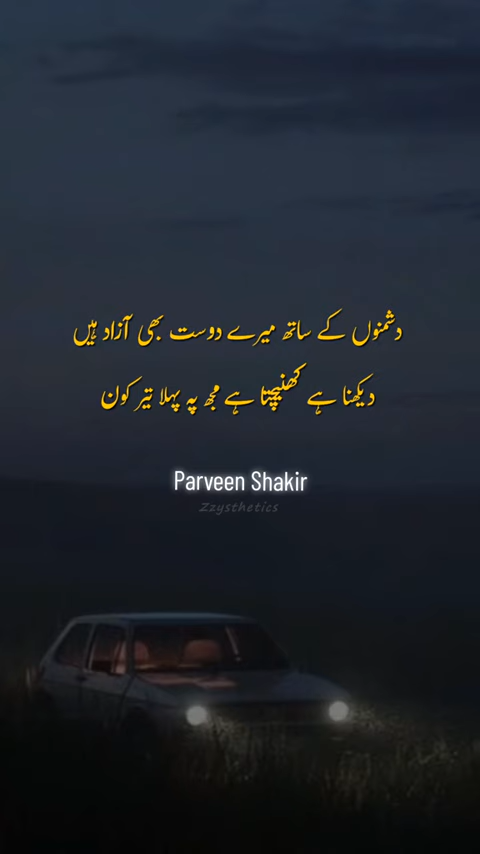 دشمنوں کے ساتھ میرے دوست بھی آزاد ہیں
دیکھنا ہے کھنیچتا ہے مجھ پہ پہلا تیر کون
Parveen Shakir
Zzysthetics